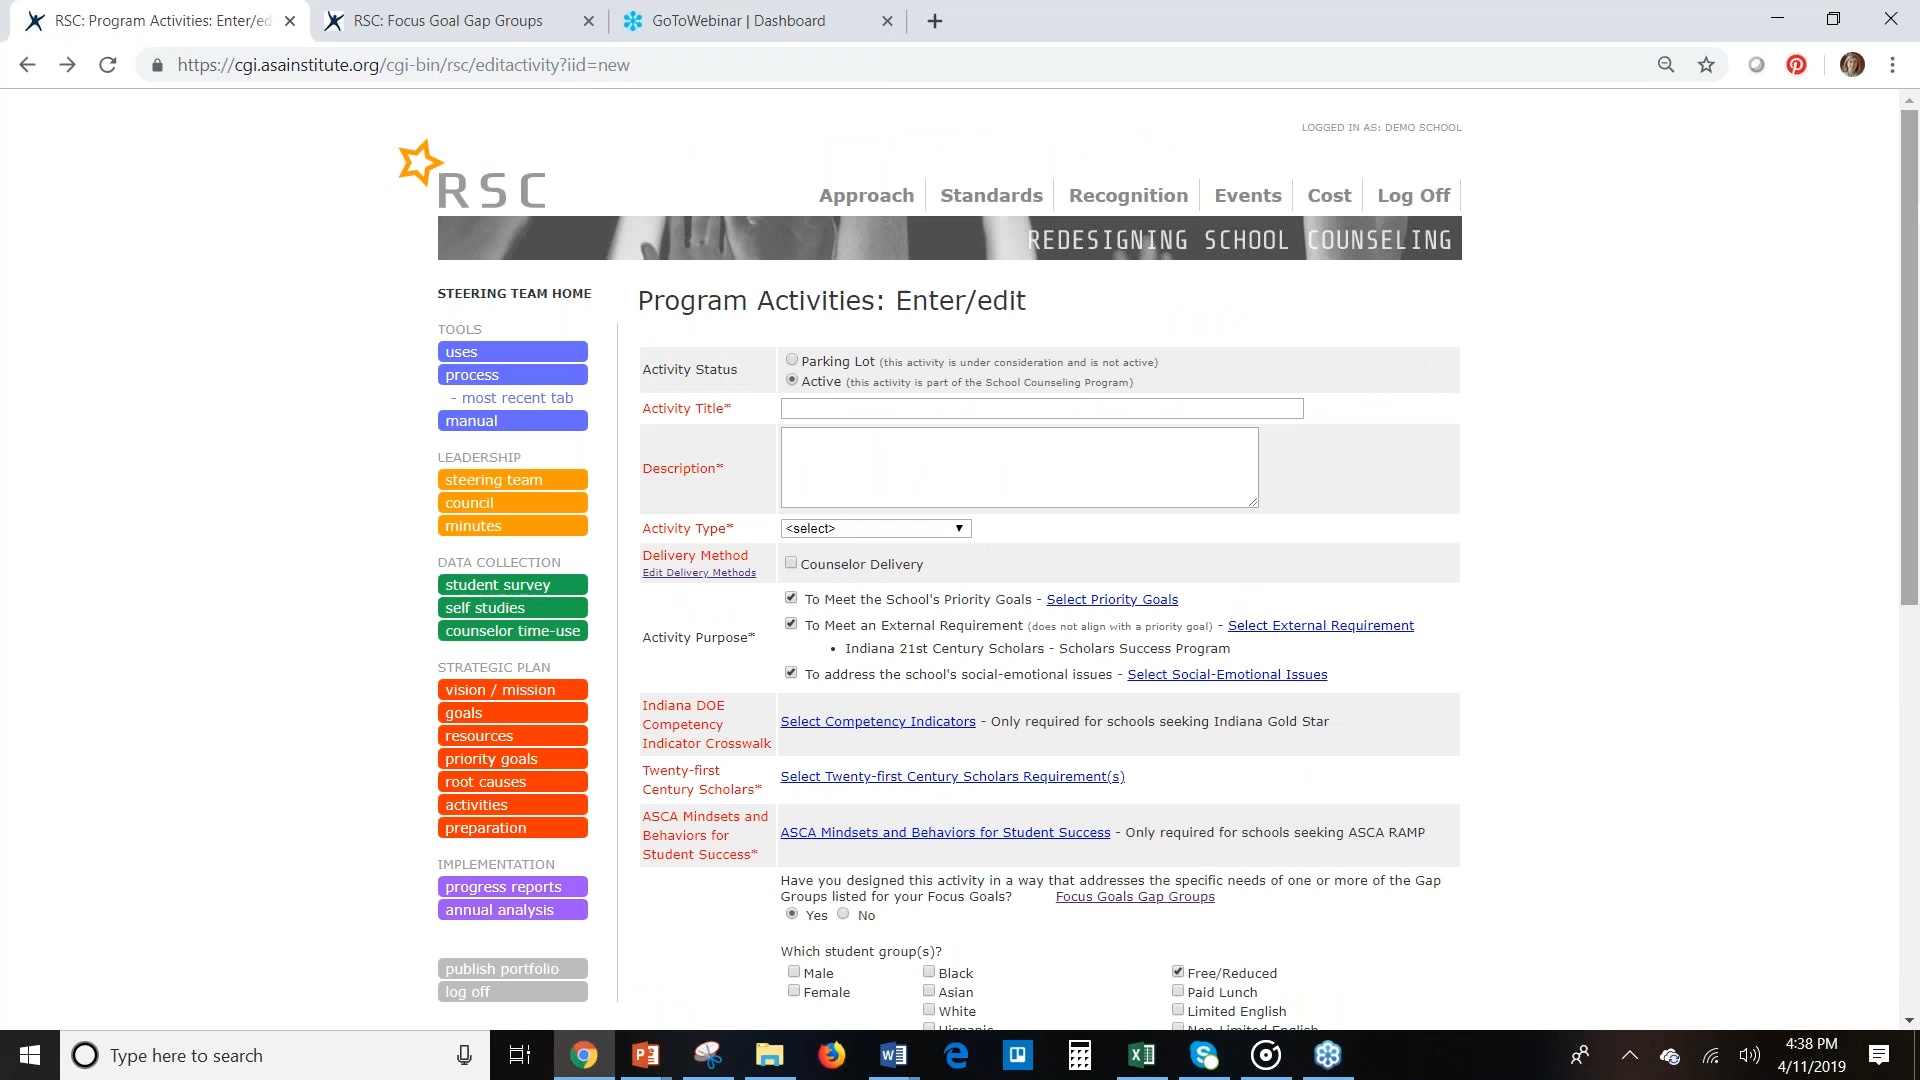 RSC: Program Activities: Enter/ed
RSC: Focus Goal Gap Groups
GoToWebinar | Dashboard
https://cgi.asainstitute.org/cgi-bin/rsc/editactivity?iid=new
LOGGED IN AS: DEMO SCHOOL
RSC
Approach
Standards
Recognition
Events
Cost
Log Off
REDESIGNING SCHOOL COUNSELING
STEERING TEAM HOME
TOOLS
uses
process
- most recent tab
manual
LEADERSHIP
steering team
council
minutes
DATA COLLECTION
student survey
self studies
counselor time-use
STRATEGIC PLAN
vision / mission
goals
resources
priority goals
root causes
activities
preparation
IMPLEMENTATION
progress reports
annual analysis
publish portfolio
log off
Program Activities: Enter/edit
Activity Status
Parking Lot (this activity is under consideration and is not active)
Active (this activity is part of the School Counseling Program)
Activity Title*
Description*
Activity Type*
<select>
Delivery Method
Edit Delivery Methods
Counselor Delivery
Activity Purpose*
To Meet the School's Priority Goals - Select Priority Goals
To Meet an External Requirement (does not align with a priority goal) - Select External Requirement
• Indiana 21st Century Scholars - Scholars Success Program
To address the school's social-emotional issues - Select Social-Emotional Issues
Indiana DOE
Competency
Indicator Crosswalk
Select Competency Indicators - Only required for schools seeking Indiana Gold Star
Twenty-first
Century Scholars*
Select Twenty-first Century Scholars Requirement(s)
ASCA Mindsets and
Behaviors for
Student Success*
ASCA Mindsets and Behaviors for Student Success - Only required for schools seeking ASCA RAMP
Have you designed this activity in a way that addresses the specific needs of one or more of the Gap
Groups listed for your Focus Goals? Focus Goals Gap Groups
Yes No
Which student group(s)?
Male Black Free/Reduced
Female Asian Paid Lunch
White Limited English
Hispanic Non-Limited English
Type here to search
4:38 PM
4/11/2019